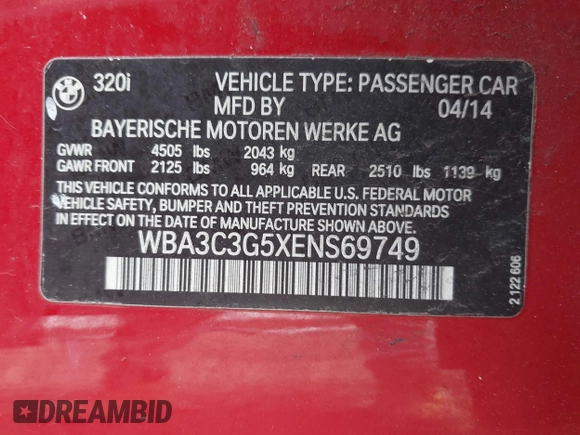 BMW
320i VEHICLE TYPE: PASSENGER CAR
MFD BY 04/14
BAYERISCHE MOTOREN WERKE AG
GVWR 4505 lbs 2043 kg
GAWR FRONT 2125 lbs 964 kg REAR 2510 lbs 1139 kg
THIS VEHICLE CONFORMS TO ALL APPLICABLE U.S. FEDERAL MOTOR
VEHICLE SAFETY, BUMPER AND THEFT PREVENTION STANDARDS
IN EFFECT ON THE DATE OF MANUFACTURE SHOWN ABOVE.
WBA3C3G5XENS69749
2 122 606
DREAMBID